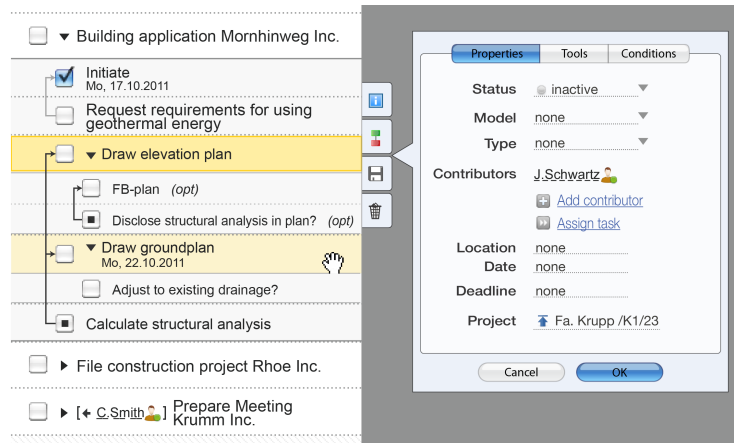 Building application Mornhinweg Inc.
Initiate
Mo, 17.10.2011
Request requirements for using
geothermal energy
Draw elevation plan
FB-plan (opt)
Disclose structural analysis in plan? (opt)
Draw groundplan
Mo, 22.10.2011
Adjust to existing drainage?
Calculate structural analysis
File construction project Rhoe Inc.
[ C.Smith ] Prepare Meeting
Krumm Inc.
Properties Tools Conditions
Status inactive
Model none
Type none
Contributors J.Schwartz
Add contributor
Assign task
Location none
Date none
Deadline none
Project Fa. Krupp /K1/23
Cancel OK